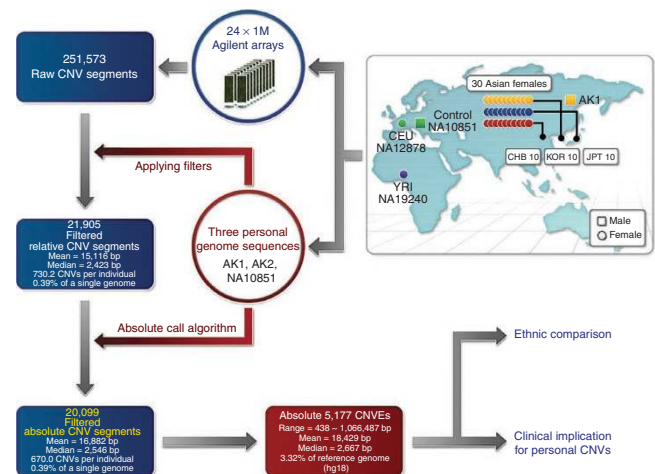 251,573
Raw CNV segments
24 × 1M
Agilent arrays
30 Asian females
AK1
Control
NA10851
CEU
NA12878
CHB 10
KOR 10
JPT 10
YRI
NA19240
Male
Female
Applying filters
21,905
Filtered
relative CNV segments
Mean = 15,116 bp
Median = 2,423 bp
730.2 CNVs per individual
0.39% of a single genome
Three personal
genome sequences
AK1, AK2,
NA10851
Absolute call algorithm
Ethnic comparison
20,099
Filtered
absolute CNV segments
Mean = 16,882 bp
Median = 2,546 bp
670.0 CNVs per individual
0.39% of a single genome
Absolute 5,177 CNVEs
Range = 438 ~ 1,066,487 bp
Mean = 18,429 bp
Median = 2,667 bp
3.32% of reference genome
(hg18)
Clinical implication
for personal CNVs